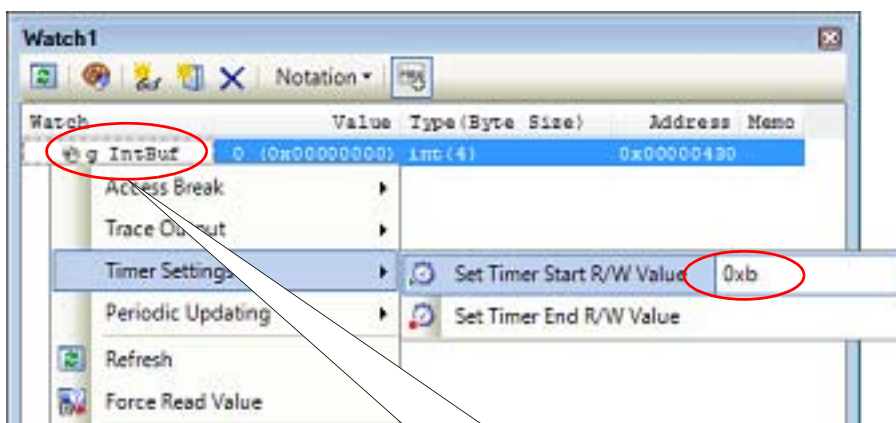 Watch1
Notation
Watch Value Type(Byte Size) Address Memo
g IntBuf 0 (0x00000000) int(4) 0x00000430
Access Break
Trace Output
Timer Settings Set Timer Start R/W Value 0xb
Periodic Updating Set Timer End R/W Value
Refresh
Force Read Value